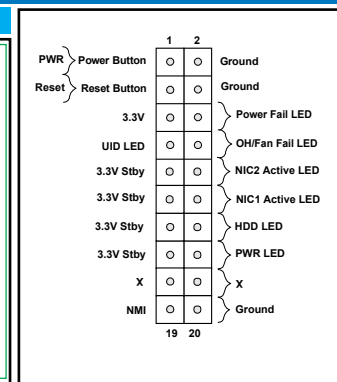 1 2
PWR Power Button Ground
Reset Reset Button Ground
3.3V Power Fail LED
UID LED OH/Fan Fail LED
3.3V Stby NIC2 Active LED
3.3V Stby NIC1 Active LED
3.3V Stby HDD LED
3.3V Stby PWR LED
X X
NMI Ground
19 20